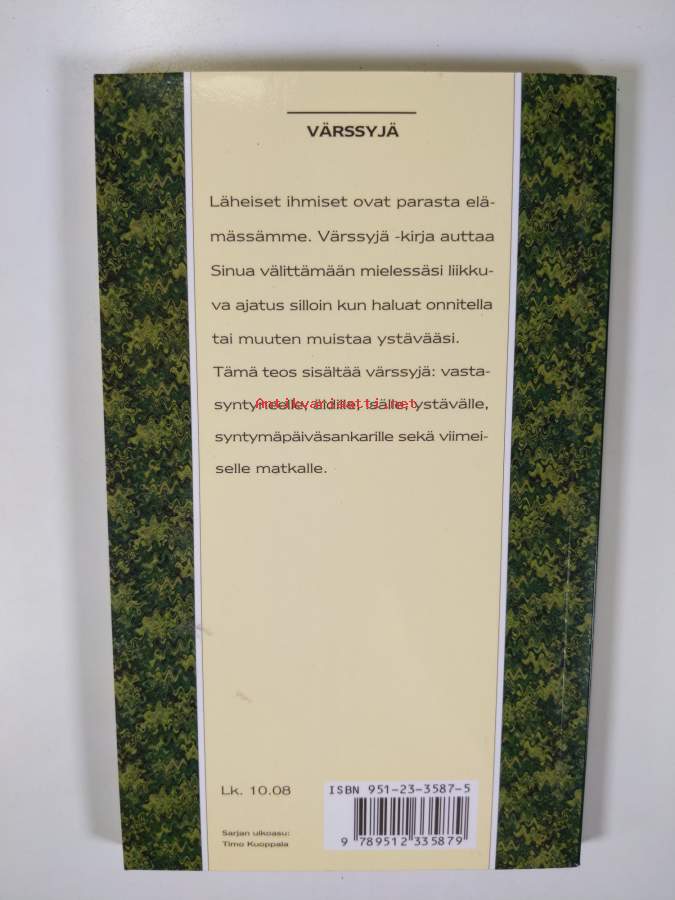 VÄRSSYJÄ
Läheiset ihmiset ovat parasta elä-
mässämme. Värssyjä -kirja auttaa
Sinua välittämään mielessäsi liikku-
va ajatus silloin kun haluat onnitella
tai muuten muistaa ystävääsi.
Tämä teos sisältää värssyjä: vasta-
syntyneelle, äidille, isälle, ystävälle,
Antikvariaatti.net
syntymäpäiväsankarille sekä viimei-
selle matkalle.
Lk. 10.08
ISBN 951-23-3587-5
Sarjan ulkoasu:
Timo Kuoppala
9 789512 335879